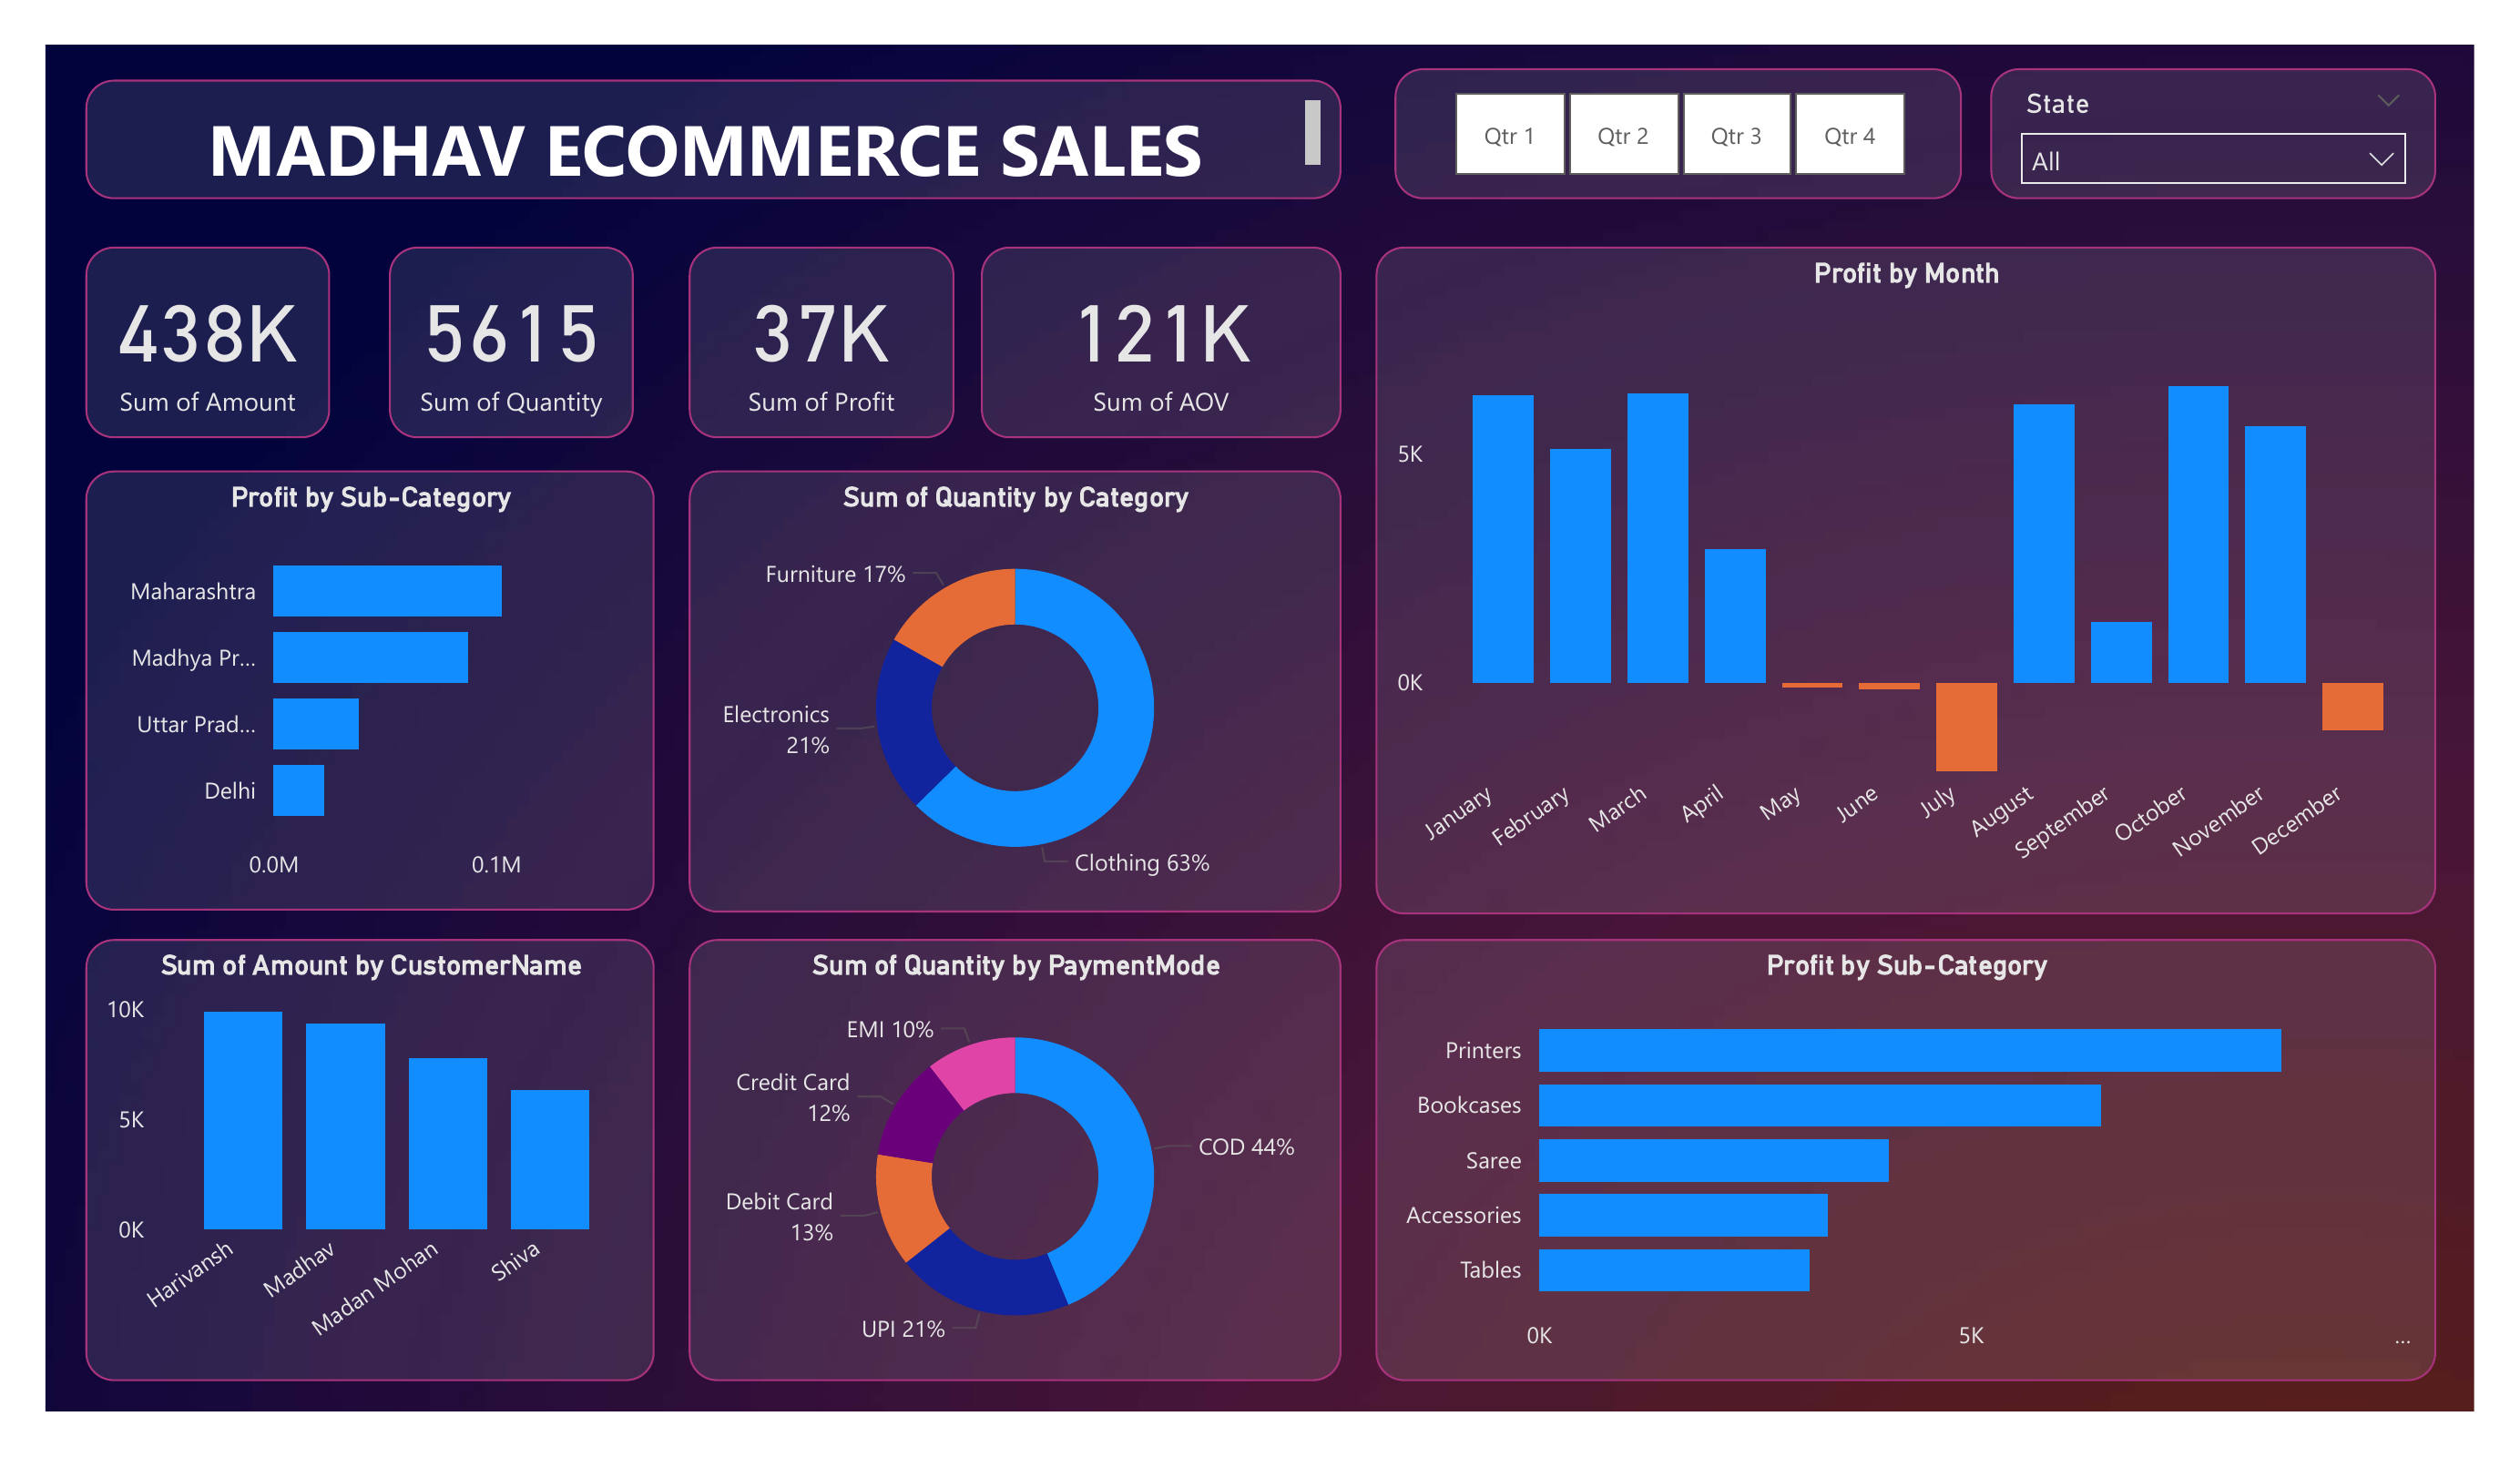 MADHAV ECOMMERCE SALES
Qtr 1
Qtr 2
Qtr 3
Qtr 4
State
All
438K
Sum of Amount
5615
Sum of Quantity
37K
Sum of Profit
121K
Sum of AOV
Profit by Month
5K
0K
January
February
March
April
May
June
July
August
September
October
November
December
Profit by Sub-Category
Maharashtra
Madhya Pr...
Uttar Prad...
Delhi
0.0M
0.1M
Sum of Quantity by Category
Furniture 17%
Electronics
21%
Clothing 63%
Sum of Amount by CustomerName
10K
5K
0K
Harivansh
Madhav
Madan Mohan
Shiva
Sum of Quantity by PaymentMode
EMI 10%
Credit Card
12%
Debit Card
13%
UPI 21%
COD 44%
Profit by Sub-Category
Printers
Bookcases
Saree
Accessories
Tables
0K
5K
...